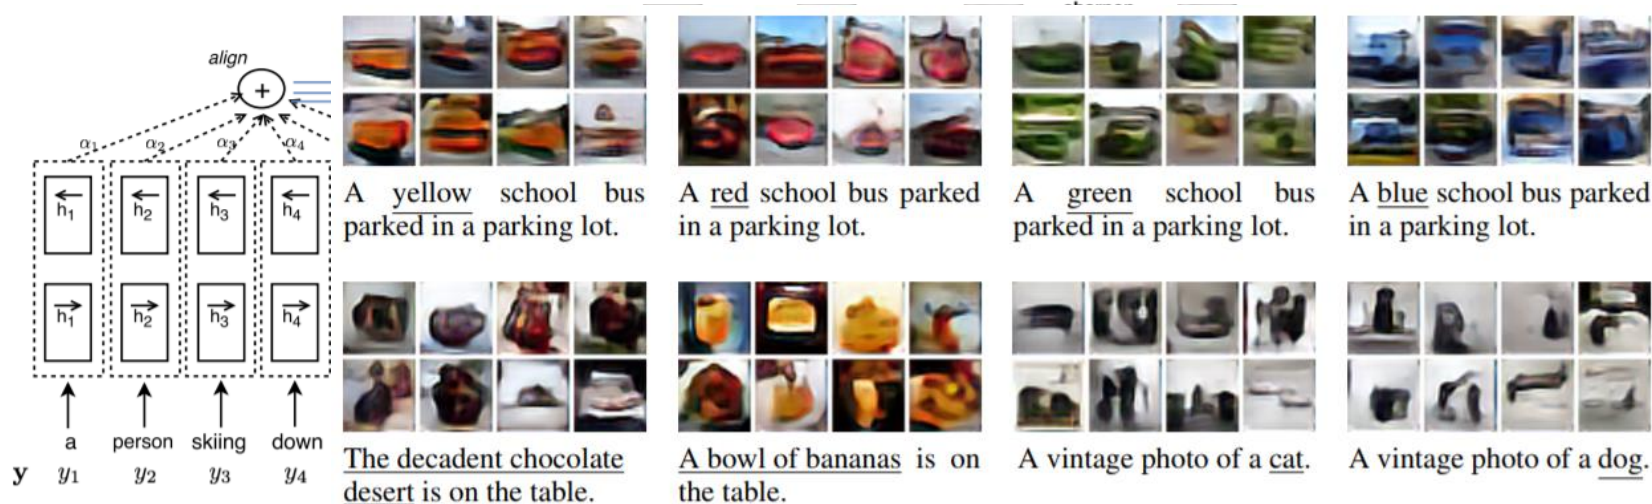 align
+
α1 α2 α3 α4
h1 h2 h3 h4
h1 h2 h3 h4
a person skiing down
y y1 y2 y3 y4
A yellow school bus
parked in a parking lot.
A red school bus parked
in a parking lot.
A green school bus
parked in a parking lot.
A blue school bus parked
in a parking lot.
The decadent chocolate
desert is on the table.
A bowl of bananas is on
the table.
A vintage photo of a cat.
A vintage photo of a dog.